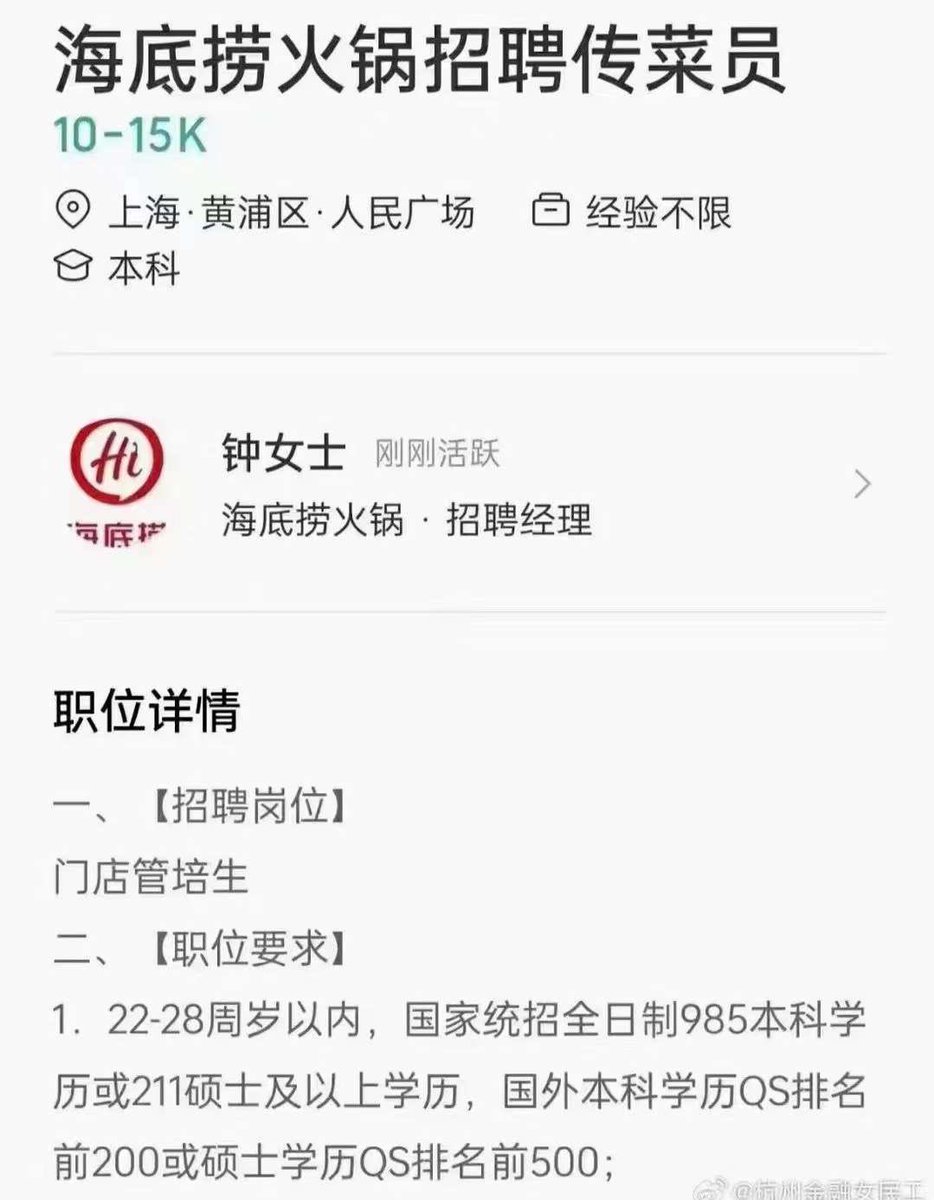 海底捞火锅招聘传菜员
10-15K
上海·黄浦区·人民广场 经验不限
本科
Hi
海底捞
钟女士 刚刚活跃
海底捞火锅 · 招聘经理
职位详情
一、【招聘岗位】
门店管培生
二、【职位要求】
1. 22-28周岁以内，国家统招全日制985本科学
历或211硕士及以上学历，国外本科学历QS排名
前200或硕士学历QS排名前500；
@杭州金融女民工